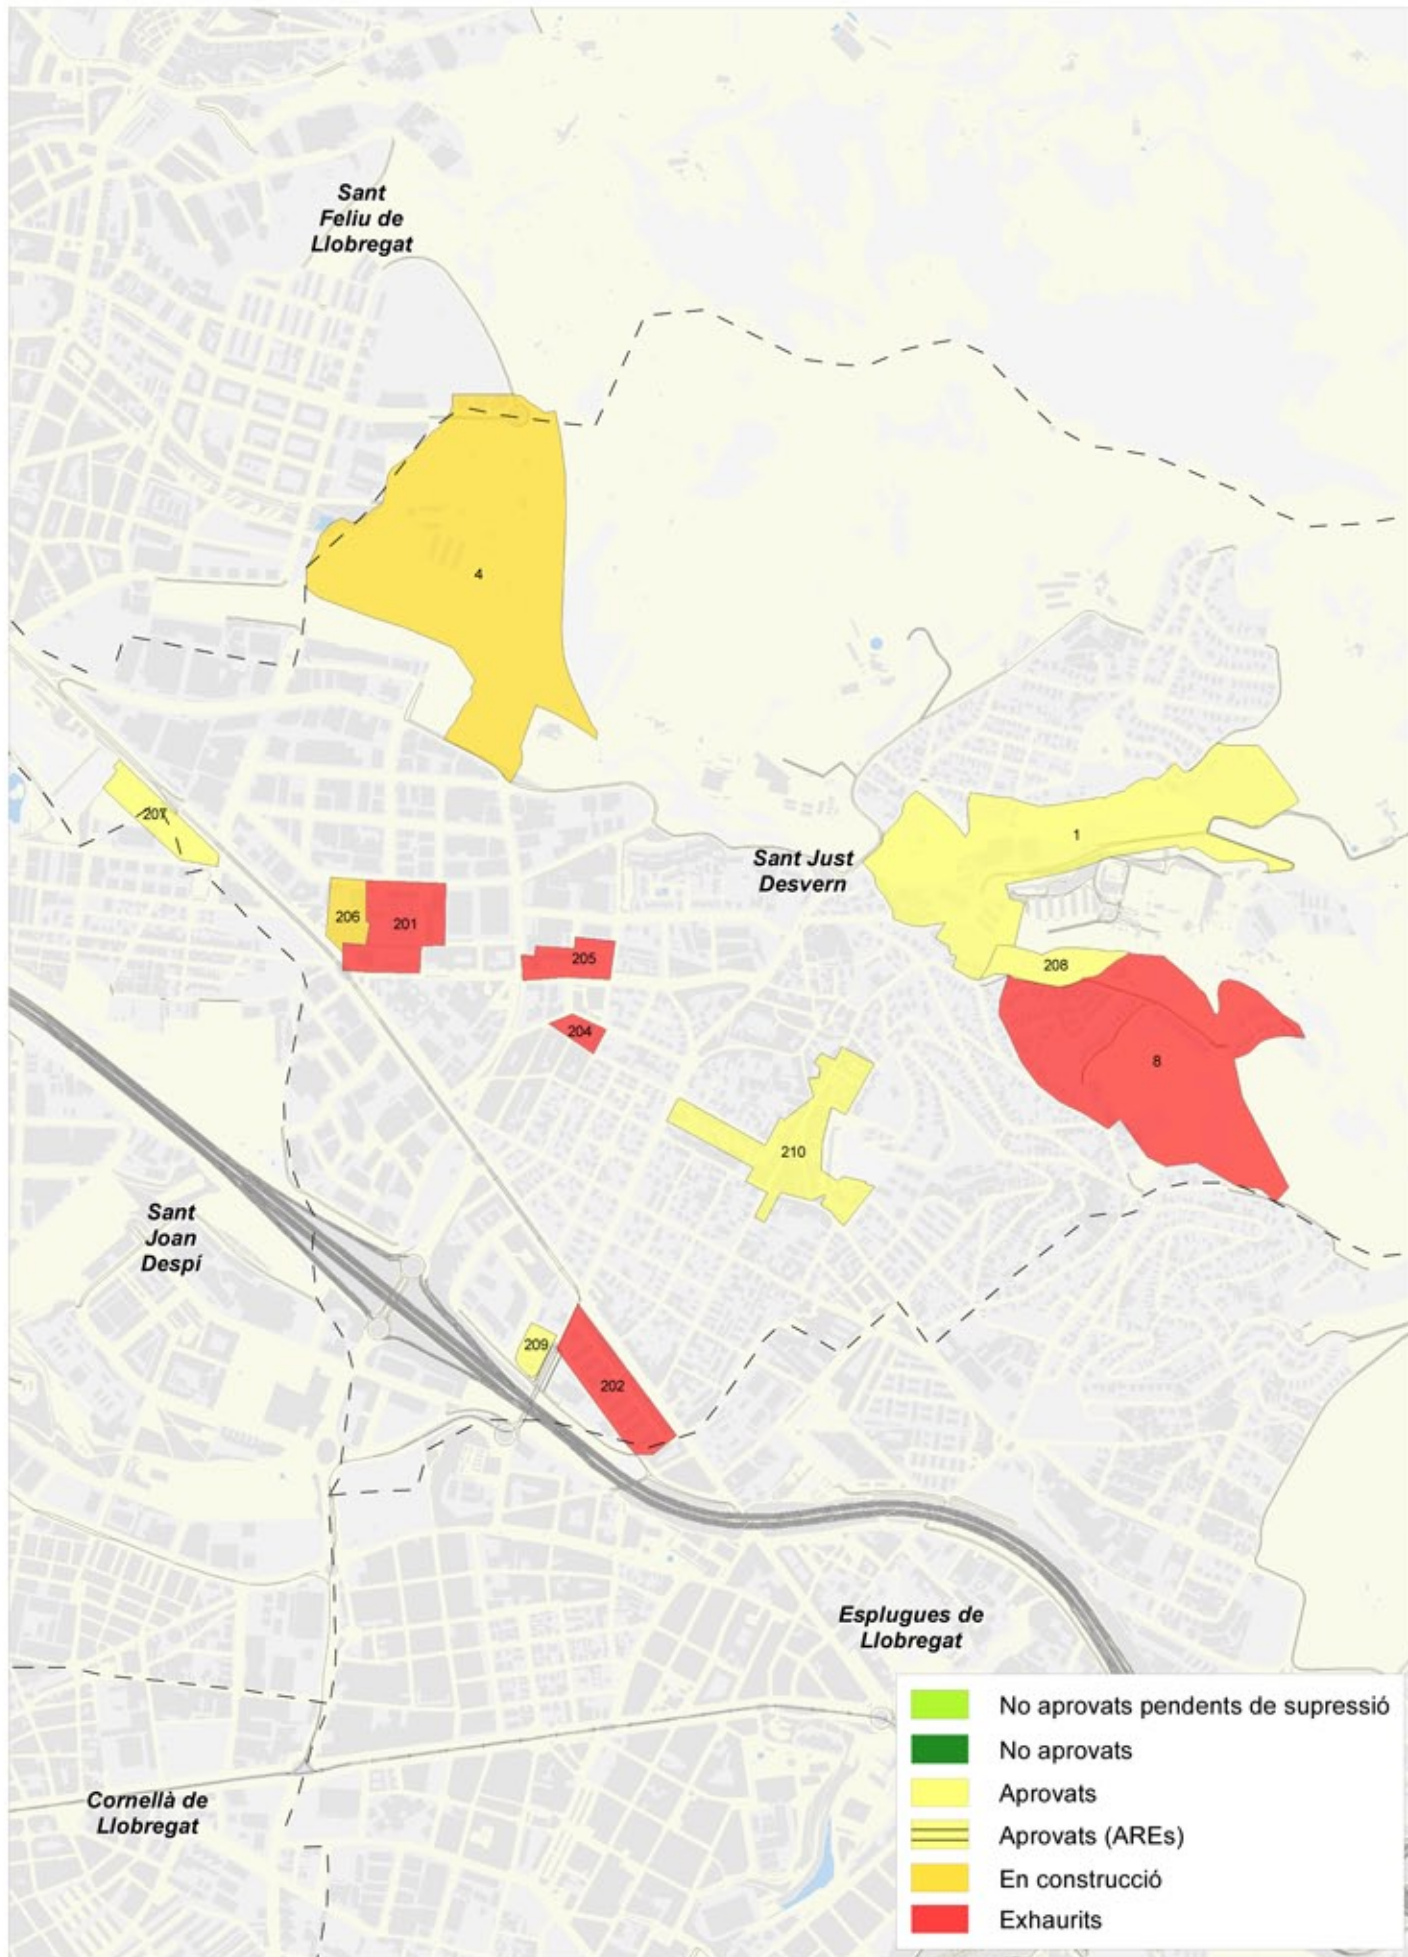 Sant
Feliu de
Llobregat
4
207
1
Sant Just
Desvern
206
201
205
208
204
8
210
Sant
Joan
Despí
209
202
Esplugues de
Llobregat
No aprovats pendents de supressió
No aprovats
Aprovats
Aprovats (AREs)
En construcció
Exhaurits
Cornellà de
Llobregat